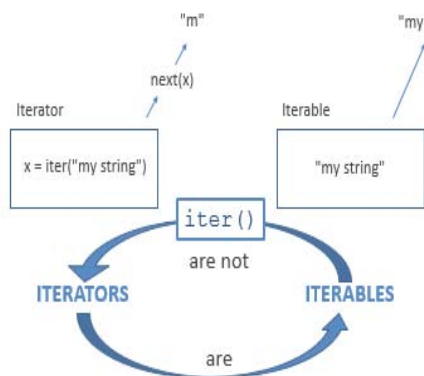 "m"
"my
next(x)
Iterator
Iterable
x = iter("my string")
"my string"
iter()
are not
ITERATORS
ITERABLES
are